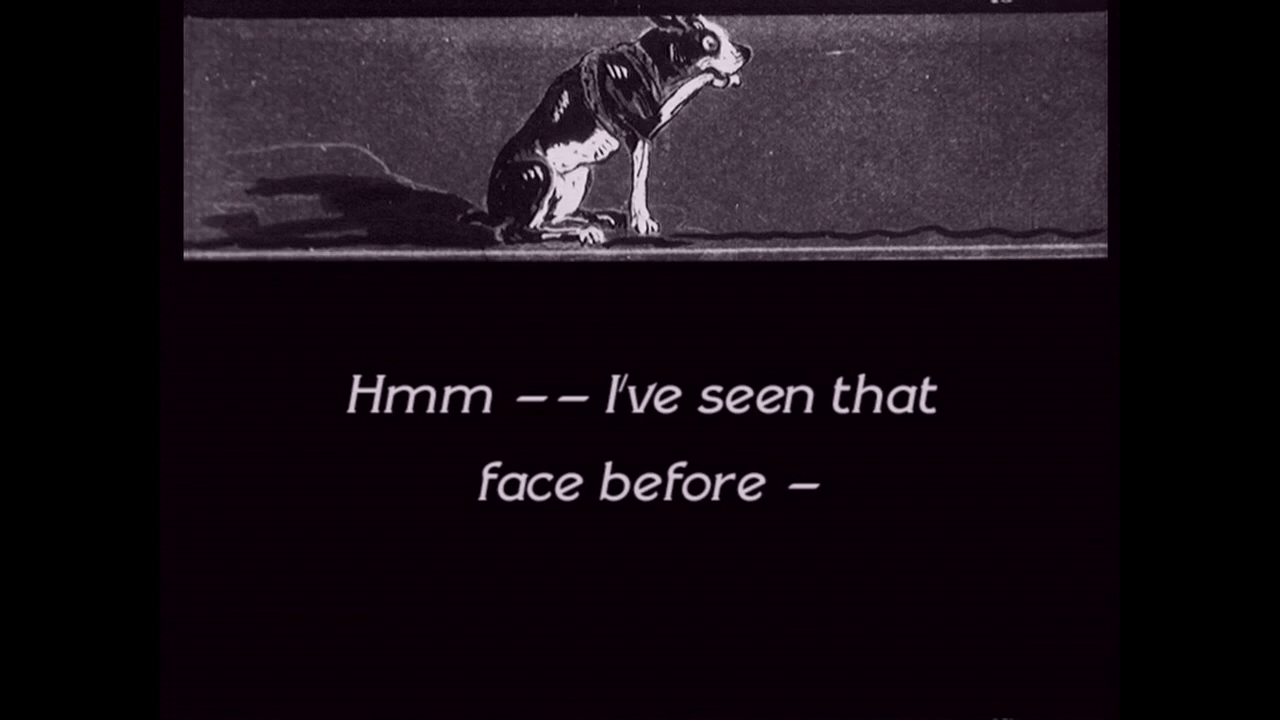 Hmm –– I've seen that
face before –